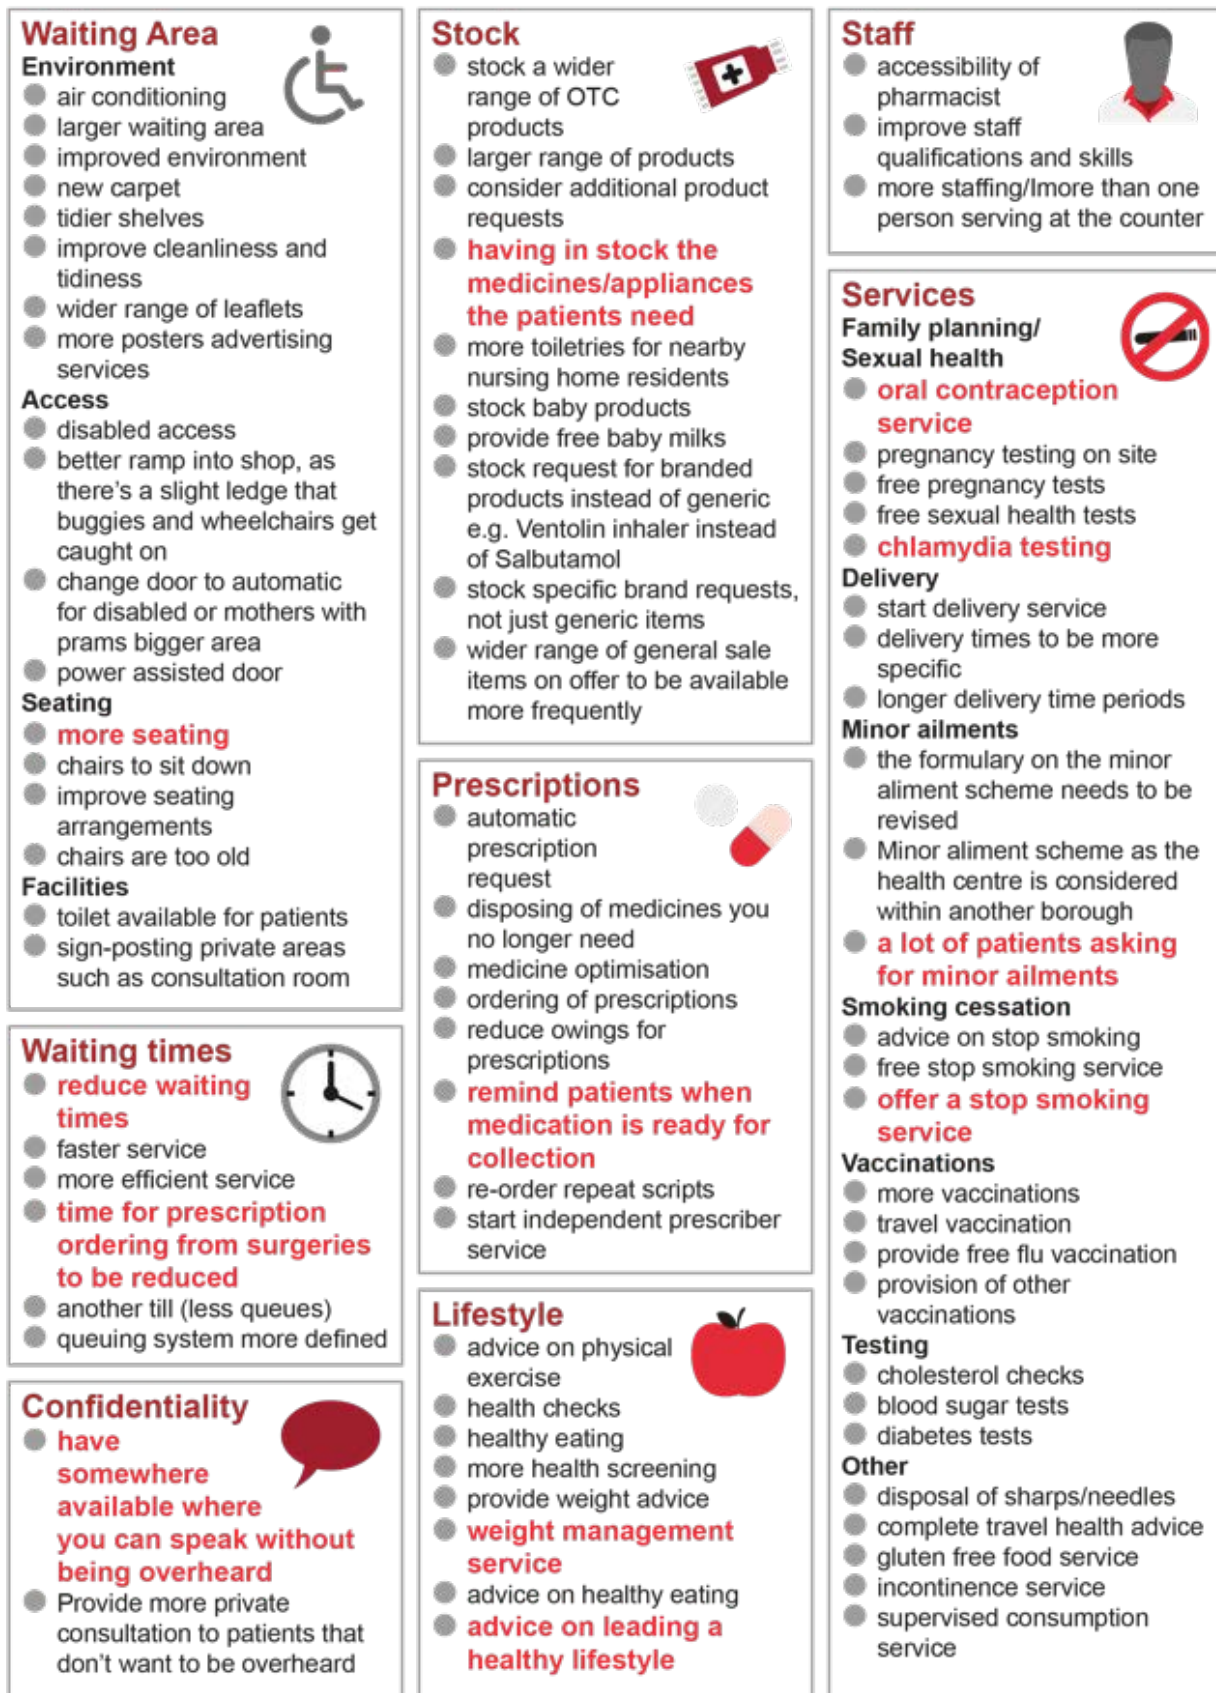 Waiting Area
Environment
air conditioning
larger waiting area
improved environment
new carpet
tidier shelves
improve cleanliness and
tidiness
wider range of leaflets
more posters advertising
services
Access
disabled access
better ramp into shop, as
there's a slight ledge that
buggies and wheelchairs get
caught on
change door to automatic
for disabled or mothers with
prams bigger area
power assisted door
Seating
more seating
chairs to sit down
improve seating
arrangements
chairs are too old
Facilities
toilet available for patients
sign-posting private areas
such as consultation room
Waiting times
reduce waiting
times
faster service
more efficient service
time for prescription
ordering from surgeries
to be reduced
another till (less queues)
queuing system more defined
Confidentiality
have
somewhere
available where
you can speak without
being overheard
Provide more private
consultation to patients that
don't want to be overheard
Stock
stock a wider
range of OTC
products
larger range of products
consider additional product
requests
having in stock the
medicines/appliances
the patients need
more toiletries for nearby
nursing home residents
stock baby products
provide free baby milks
stock request for branded
products instead of generic
e.g. Ventolin inhaler instead
of Salbutamol
stock specific brand requests,
not just generic items
wider range of general sale
items on offer to be available
more frequently
Prescriptions
automatic
prescription
request
disposing of medicines you
no longer need
medicine optimisation
ordering of prescriptions
reduce owings for
prescriptions
remind patients when
medication is ready for
collection
re-order repeat scripts
start independent prescriber
service
Lifestyle
advice on physical
exercise
health checks
healthy eating
more health screening
provide weight advice
weight management
service
advice on healthy eating
advice on leading a
healthy lifestyle
Staff
accessibility of
pharmacist
improve staff
qualifications and skills
more staffing/Imore than one
person serving at the counter
Services
Family planning/
Sexual health
oral contraception
service
pregnancy testing on site
free pregnancy tests
free sexual health tests
chlamydia testing
Delivery
start delivery service
delivery times to be more
specific
longer delivery time periods
Minor ailments
the formulary on the minor
aliment scheme needs to be
revised
Minor aliment scheme as the
health centre is considered
within another borough
a lot of patients asking
for minor ailments
Smoking cessation
advice on stop smoking
free stop smoking service
offer a stop smoking
service
Vaccinations
more vaccinations
travel vaccination
provide free flu vaccination
provision of other
vaccinations
Testing
cholesterol checks
blood sugar tests
diabetes tests
Other
disposal of sharps/needles
complete travel health advice
gluten free food service
incontinence service
supervised consumption
service